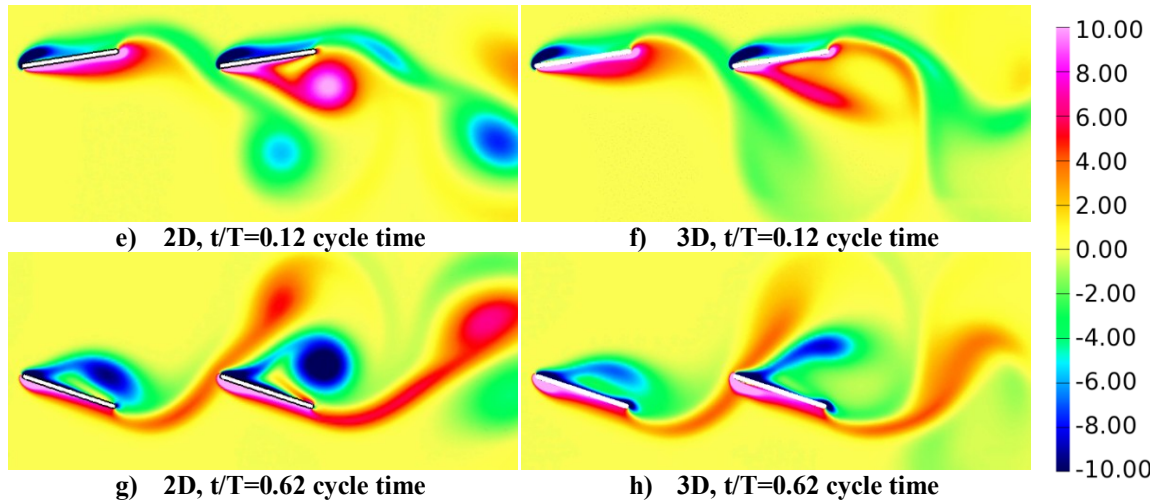 e) 2D, t/T=0.12 cycle time
f) 3D, t/T=0.12 cycle time
g) 2D, t/T=0.62 cycle time
h) 3D, t/T=0.62 cycle time
10.00
8.00
6.00
4.00
2.00
0.00
-2.00
-4.00
-6.00
-8.00
-10.00